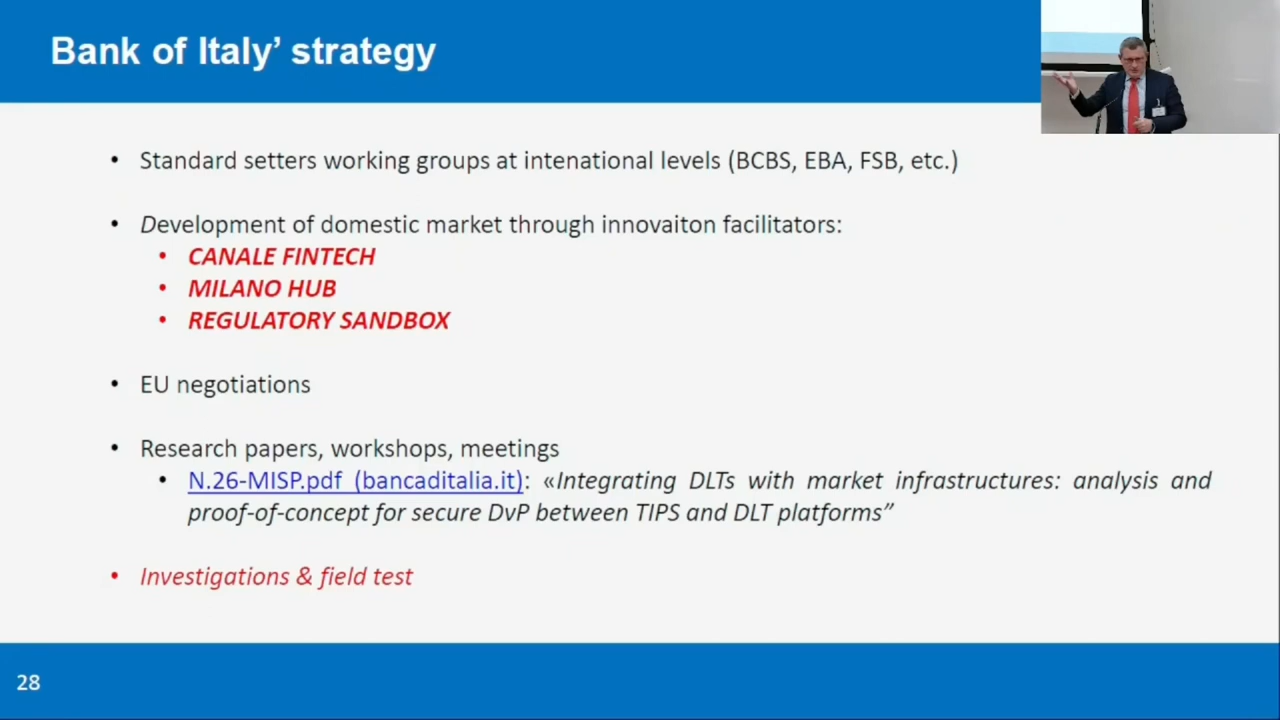 Bank of Italy’ strategy
• Standard setters working groups at intenational levels (BCBS, EBA, FSB, etc.)
• Development of domestic market through innovaiton facilitators:
• CANALE FINTECH
• MILANO HUB
• REGULATORY SANDBOX
• EU negotiations
• Research papers, workshops, meetings
• N.26-MISP.pdf (bancaditalia.it): «Integrating DLTs with market infrastructures: analysis and
proof-of-concept for secure DvP between TIPS and DLT platforms”
• Investigations & field test
28